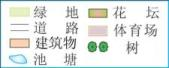 绿 地 花 坛
道 路 体育场
建筑物 树
池 塘